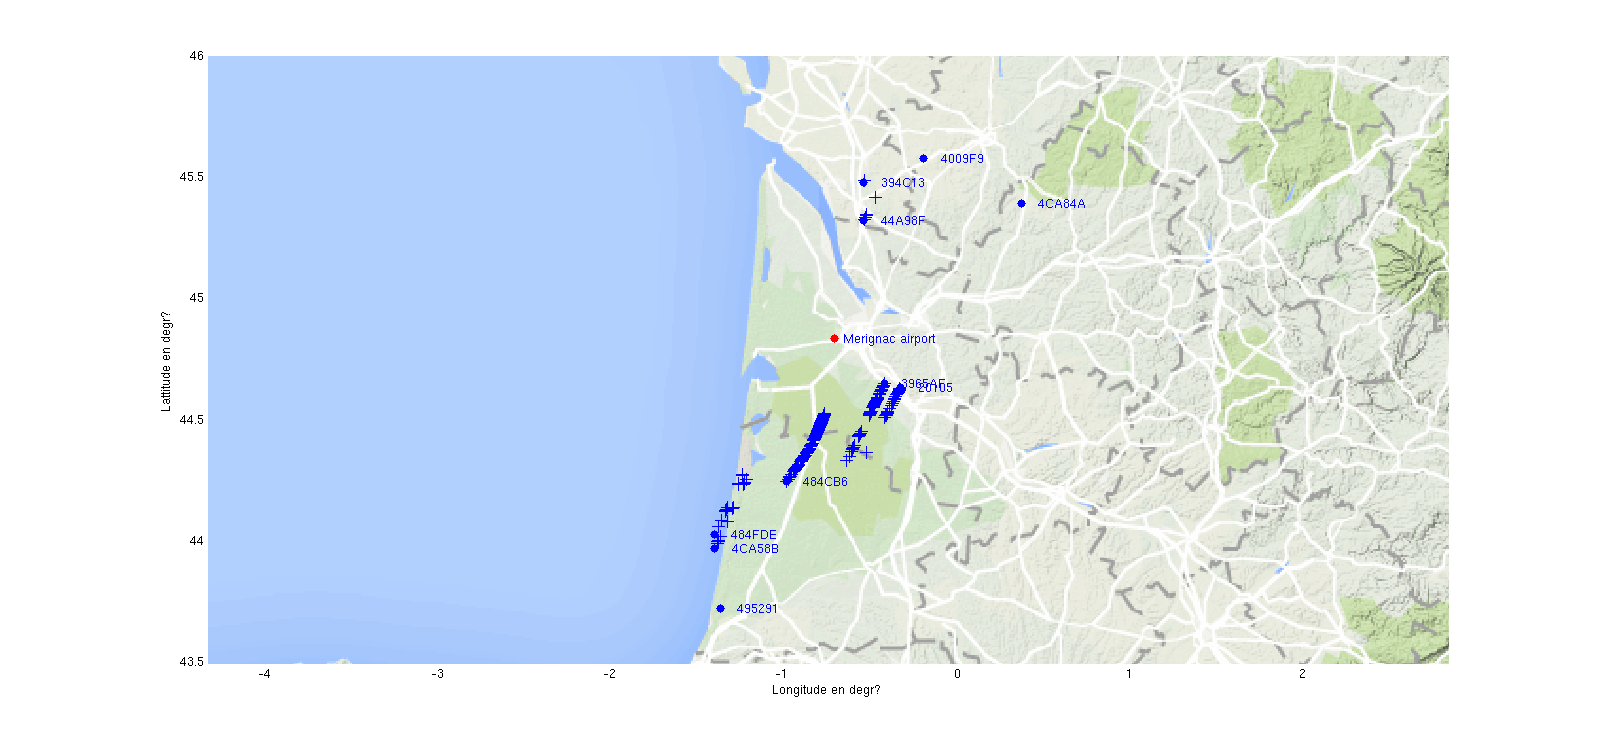 46
45.5
45
44.5
44
43.5
Lattitude en degr?
4009F9
394C13
4CA84A
44A98F
Merignac airport
3965AF
484CB6
484FDE
4CA58B
495291
-4
-3
-2
-1
0
1
2
Longitude en degr?